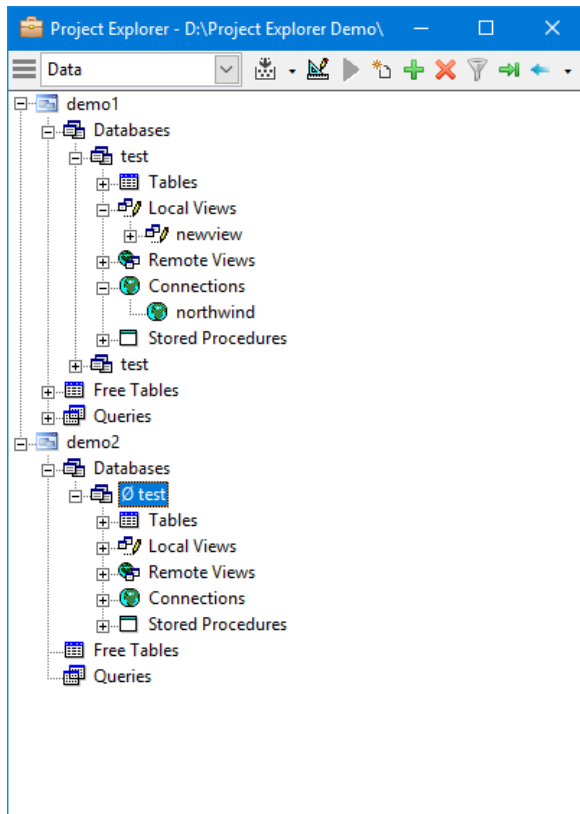 Project Explorer - D:\Project Explorer Demo\
Data
demo1
Databases
test
Tables
Local Views
newview
Remote Views
Connections
northwind
Stored Procedures
test
Free Tables
Queries
demo2
Databases
Ø test
Tables
Local Views
Remote Views
Connections
Stored Procedures
Free Tables
Queries